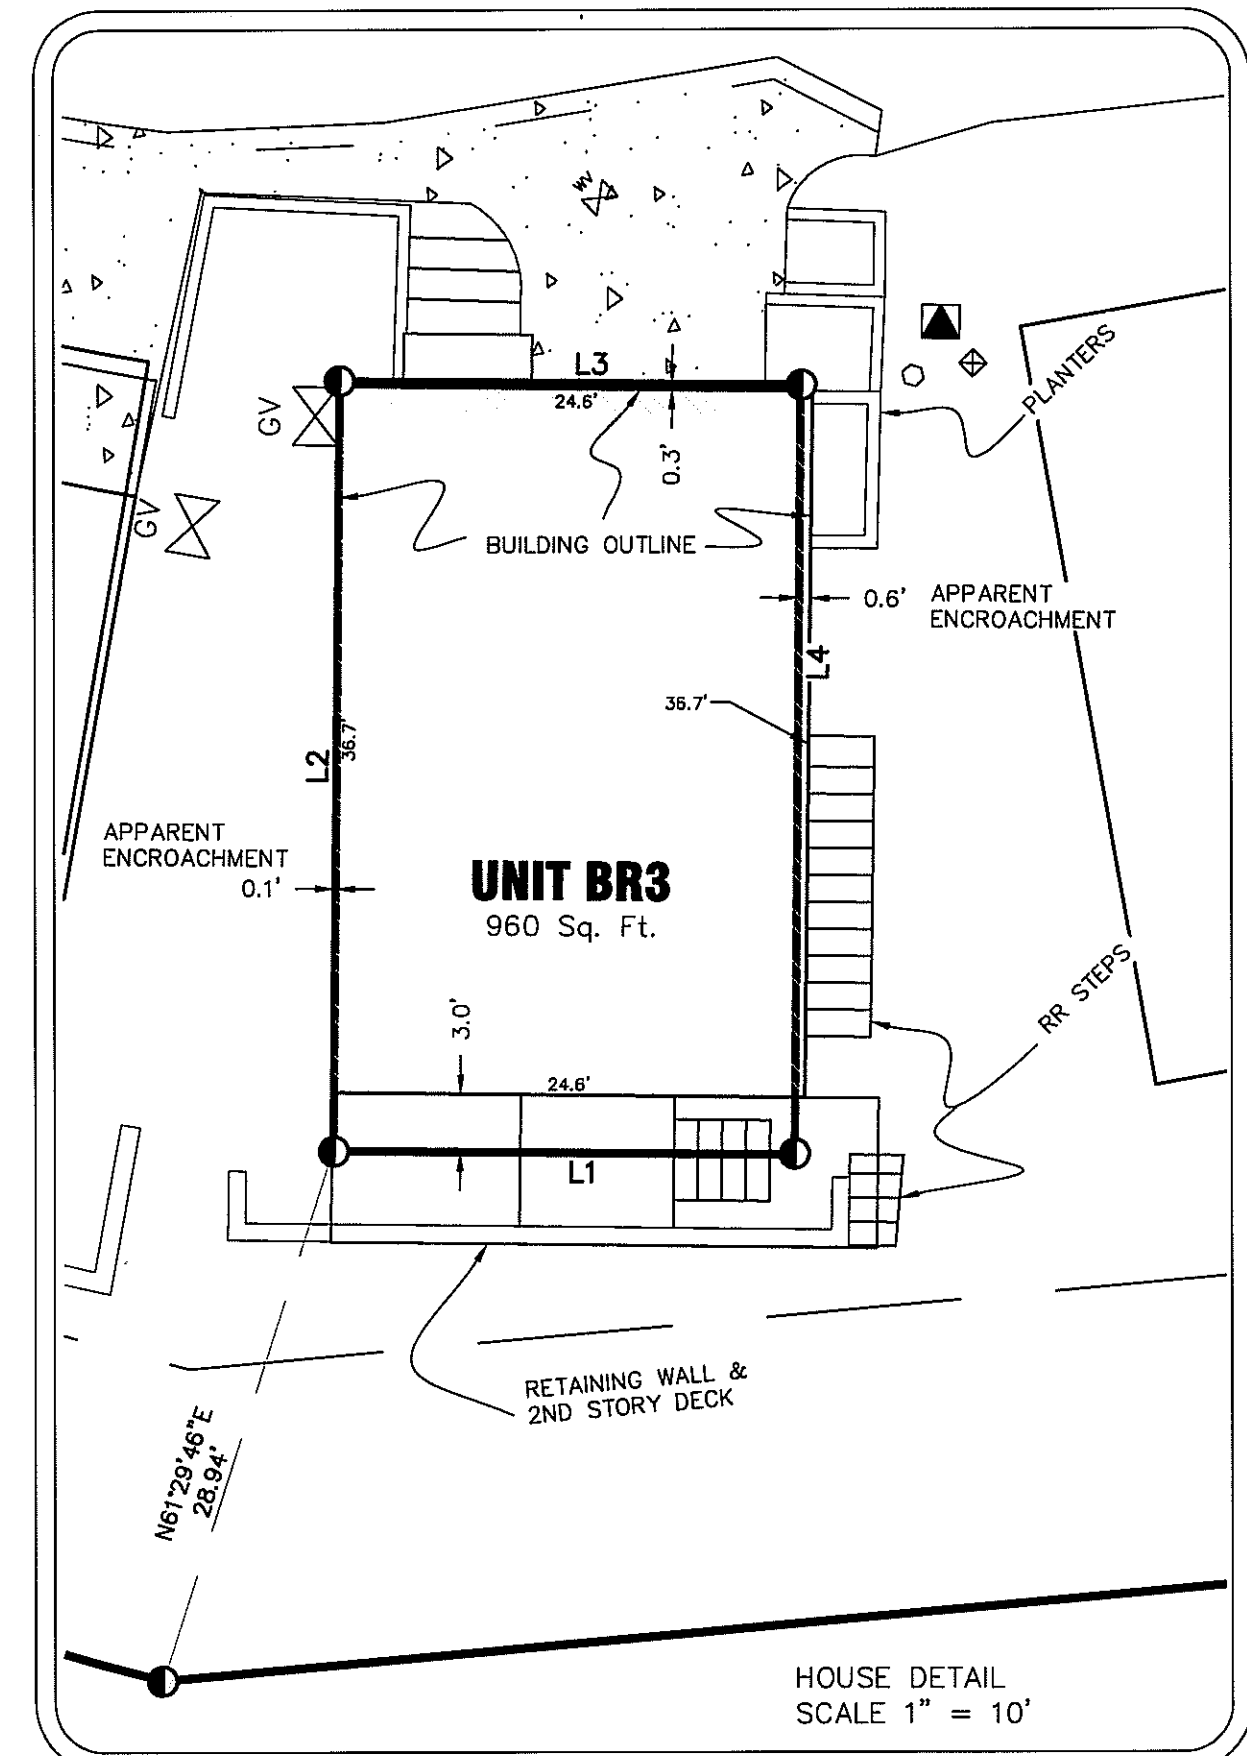 WV
L3
24.6'
GV
0.3'
PLANTERS
GV
BUILDING OUTLINE
0.6'
APPARENT
ENCROACHMENT
L4
36.7'
L2
36.7'
APPARENT
ENCROACHMENT
0.1'
UNIT BR3
960 Sq. Ft.
RR STEPS
3.0'
24.6'
L1
RETAINING WALL &
2ND STORY DECK
N61°29'46"E
28.94'
HOUSE DETAIL
SCALE 1" = 10'